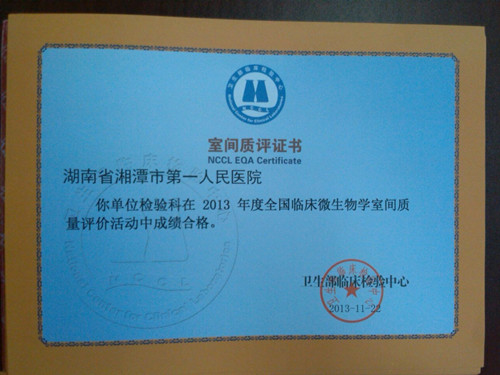 室间质评证书
NCCL EQA Certificate
湖南省湘潭市第一人民医院
你单位检验科在 2013 年度全国临床微生物学室间质
量评价活动中成绩合格。
卫生部临床检验中心
2013-11-22